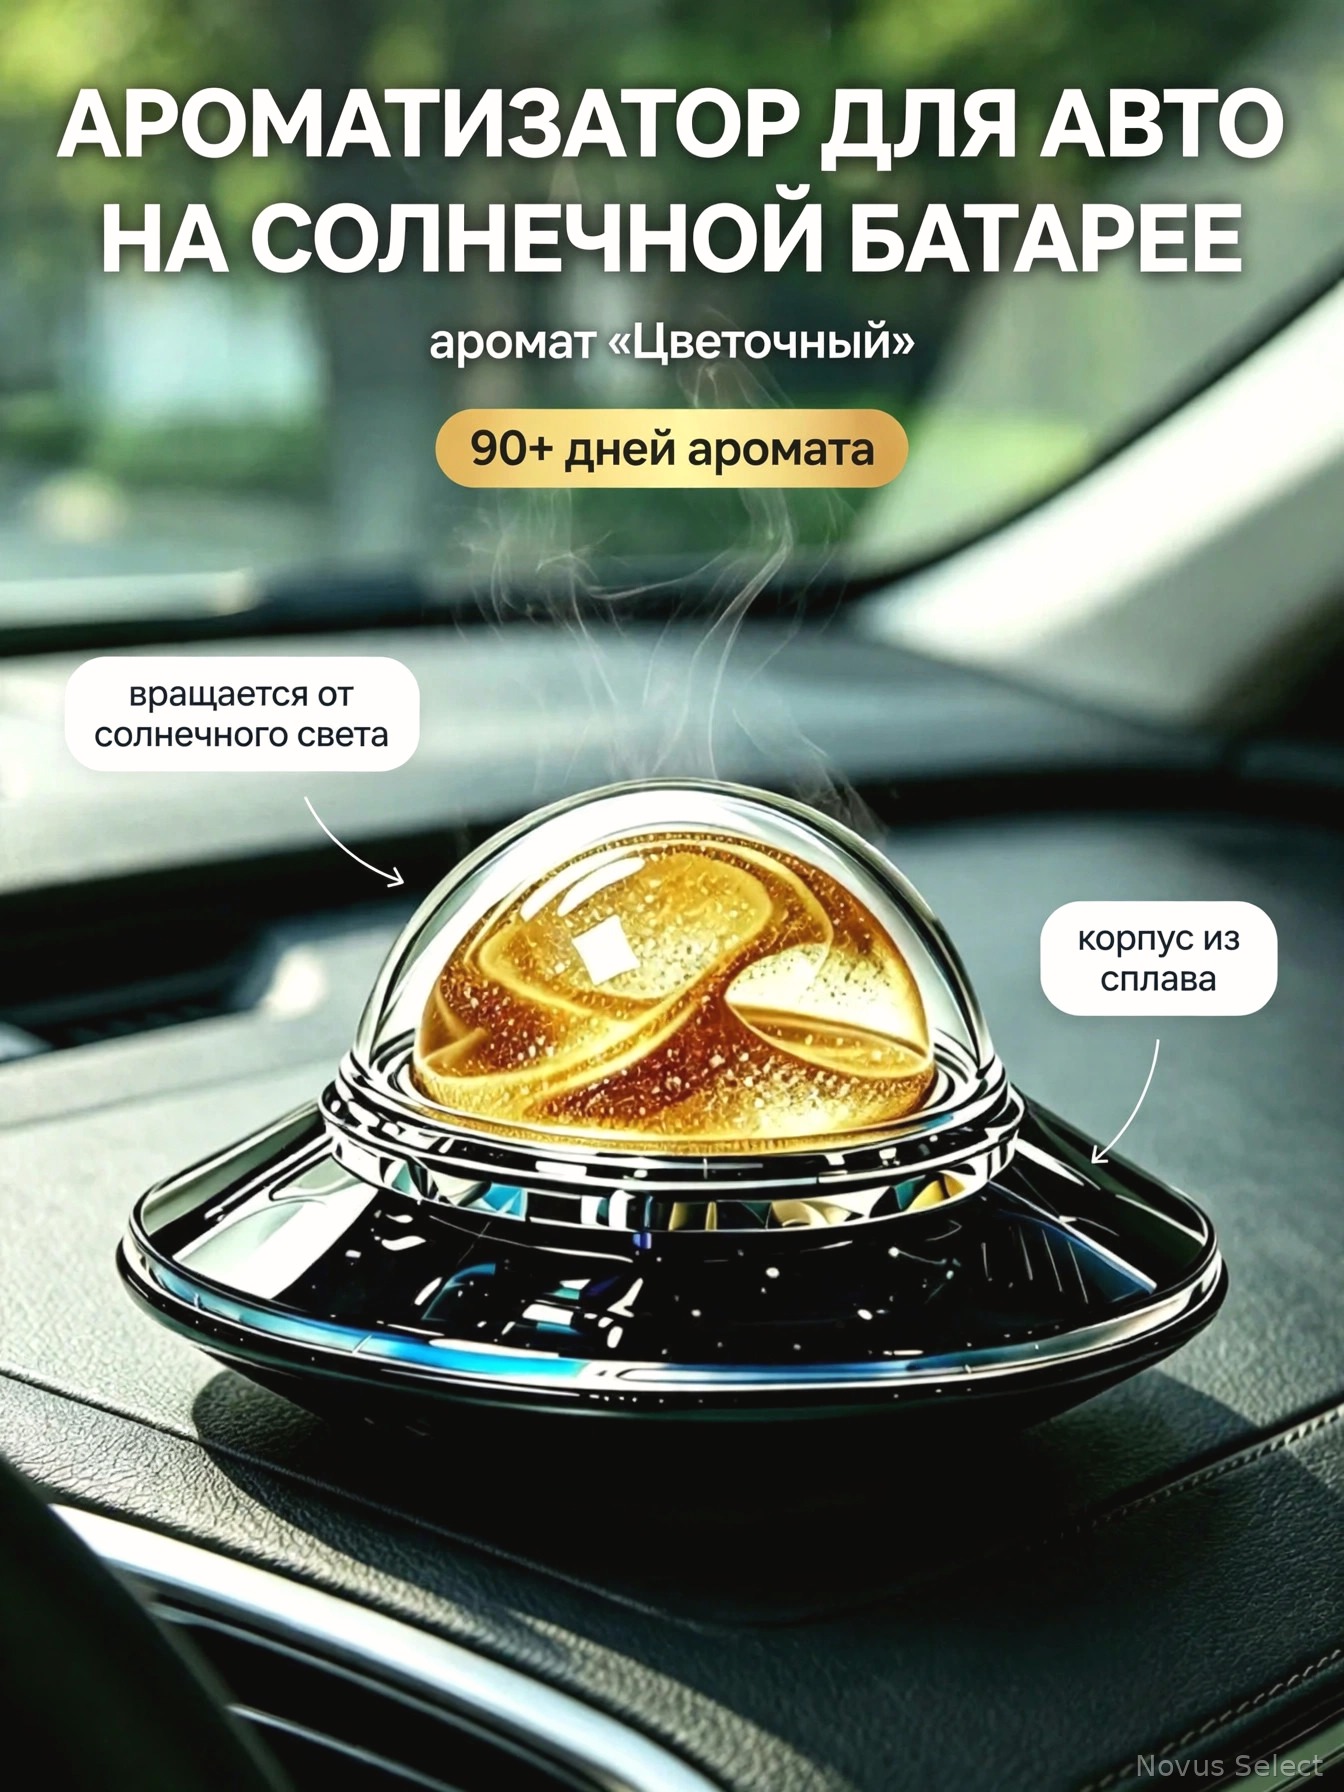 АРОМАТИЗАТОР ДЛЯ АВТО
НА СОЛНЕЧНОЙ БАТАРЕЕ
аромат «Цветочный»
90+ дней аромата
вращается от
солнечного света
корпус из
сплава
Novus Select